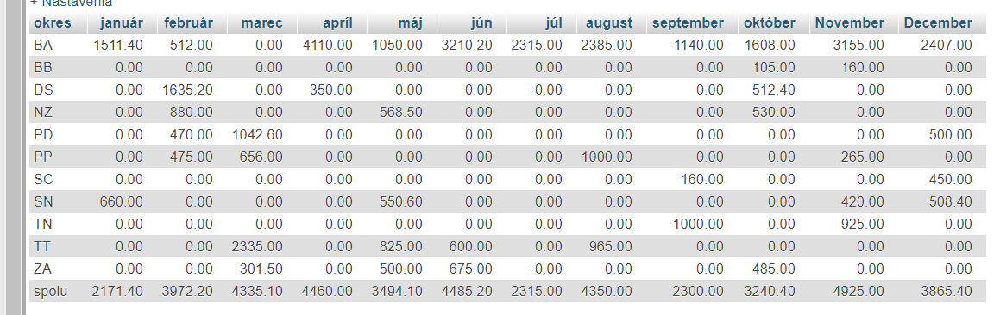 + Nastavenia
okres január február marec apríl máj jún júl august september október November December
BA 1511.40 512.00 0.00 4110.00 1050.00 3210.20 2315.00 2385.00 1140.00 1608.00 3155.00 2407.00
BB 0.00 0.00 0.00 0.00 0.00 0.00 0.00 0.00 0.00 105.00 160.00 0.00
DS 0.00 1635.20 0.00 350.00 0.00 0.00 0.00 0.00 0.00 512.40 0.00 0.00
NZ 0.00 880.00 0.00 0.00 568.50 0.00 0.00 0.00 0.00 530.00 0.00 0.00
PD 0.00 470.00 1042.60 0.00 0.00 0.00 0.00 0.00 0.00 0.00 0.00 500.00
PP 0.00 475.00 656.00 0.00 0.00 0.00 0.00 1000.00 0.00 0.00 265.00 0.00
SC 0.00 0.00 0.00 0.00 0.00 0.00 0.00 0.00 160.00 0.00 0.00 450.00
SN 660.00 0.00 0.00 0.00 550.60 0.00 0.00 0.00 0.00 0.00 420.00 508.40
TN 0.00 0.00 0.00 0.00 0.00 0.00 0.00 0.00 1000.00 0.00 925.00 0.00
TT 0.00 0.00 2335.00 0.00 825.00 600.00 0.00 965.00 0.00 0.00 0.00 0.00
ZA 0.00 0.00 301.50 0.00 500.00 675.00 0.00 0.00 0.00 485.00 0.00 0.00
spolu 2171.40 3972.20 4335.10 4460.00 3494.10 4485.20 2315.00 4350.00 2300.00 3240.40 4925.00 3865.40